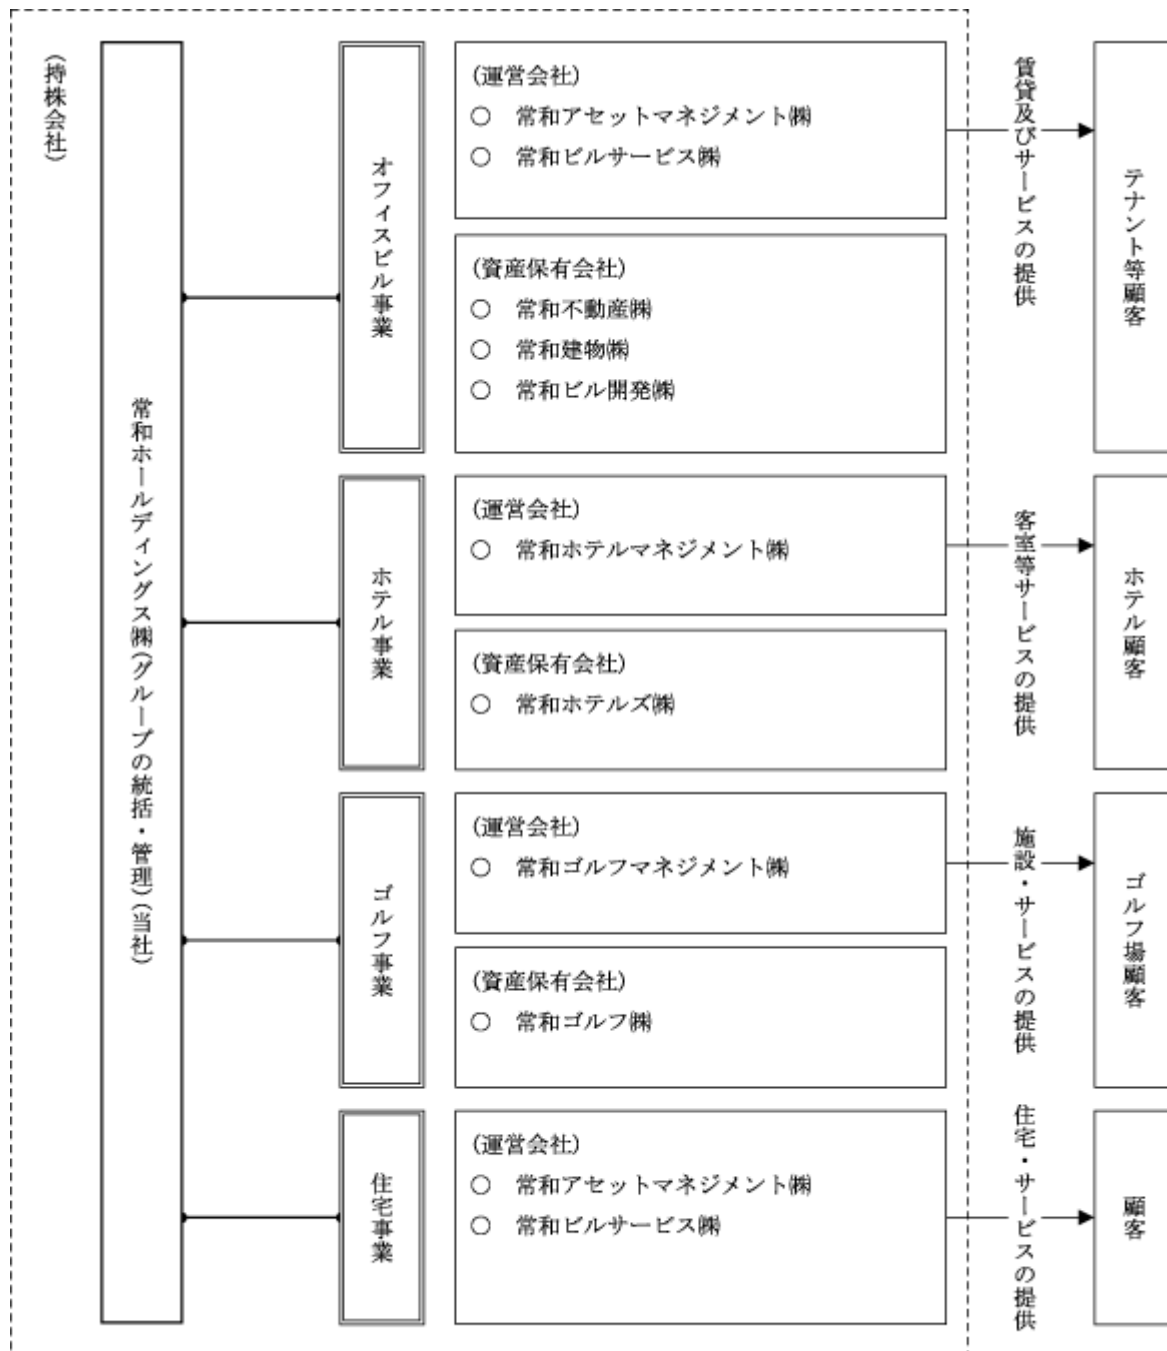 (持株会社)
常和ホールディングス㈱(グループの統括・管理)(当社)
オフィスビル事業
(運営会社)
○ 常和アセットマネジメント㈱
○ 常和ビルサービス㈱
(資産保有会社)
○ 常和不動産㈱
○ 常和建物㈱
○ 常和ビル開発㈱
賃貸及びサービスの提供
テナント等顧客
ホテル事業
(運営会社)
○ 常和ホテルマネジメント㈱
(資産保有会社)
○ 常和ホテルズ㈱
客室等サービスの提供
ホテル顧客
ゴルフ事業
(運営会社)
○ 常和ゴルフマネジメント㈱
(資産保有会社)
○ 常和ゴルフ㈱
施設・サービスの提供
ゴルフ場顧客
住宅事業
(運営会社)
○ 常和アセットマネジメント㈱
○ 常和ビルサービス㈱
住宅・サービスの提供
顧客